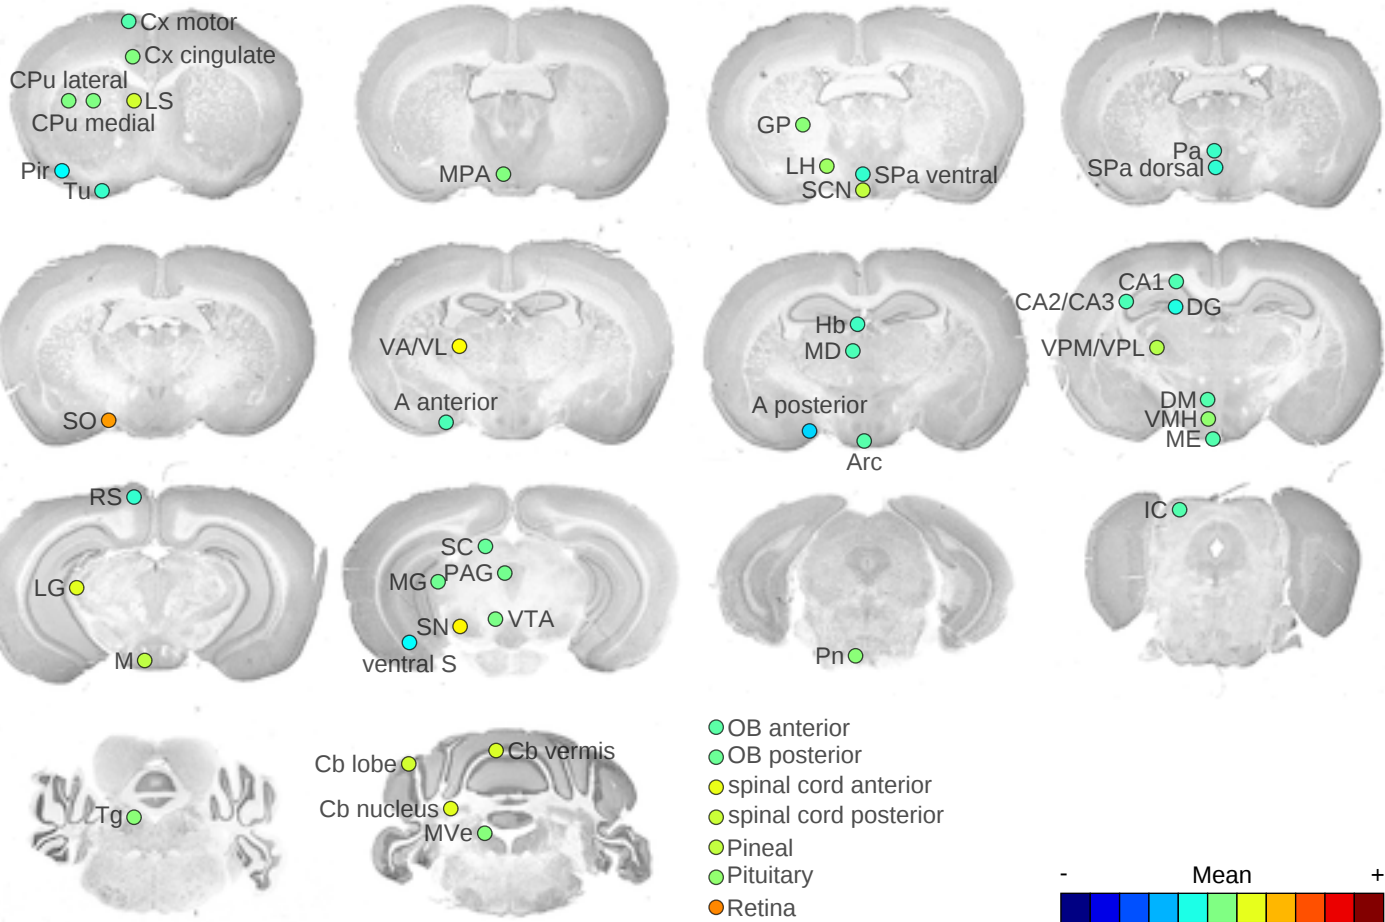 Cx motor
Cx cingulate
CPu lateral
LS
CPu medial
Pir
Tu
MPA
GP
LH
SPa ventral
SCN
Pa
SPa dorsal
SO
VA/VL
A anterior
Hb
MD
A posterior
Arc
CA1
CA2/CA3
DG
VPM/VPL
DM
VMH
ME
RS
LG
M
SC
MG
PAG
SN
VTA
ventral S
Pn
IC
Tg
Cb lobe
Cb vermis
Cb nucleus
MVe
OB anterior
OB posterior
spinal cord anterior
spinal cord posterior
Pineal
Pituitary
Retina
- Mean +